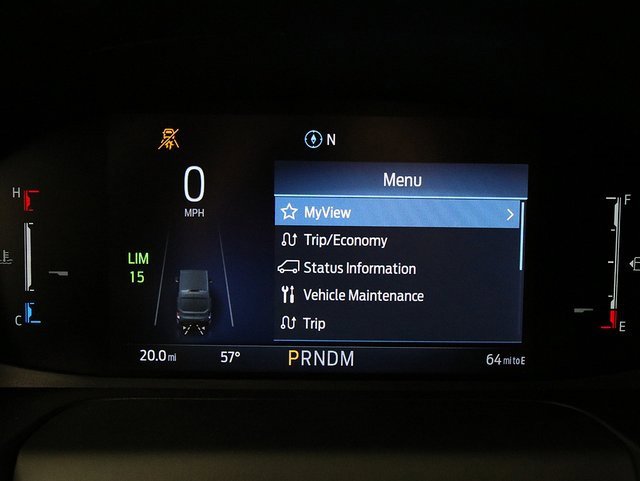 N
0
MPH
Menu
H
F
MyView
Trip/Economy
LIM
15
Status Information
Vehicle Maintenance
C
Trip
E
20.0 mi
57°
PRNDM
64 mi to E